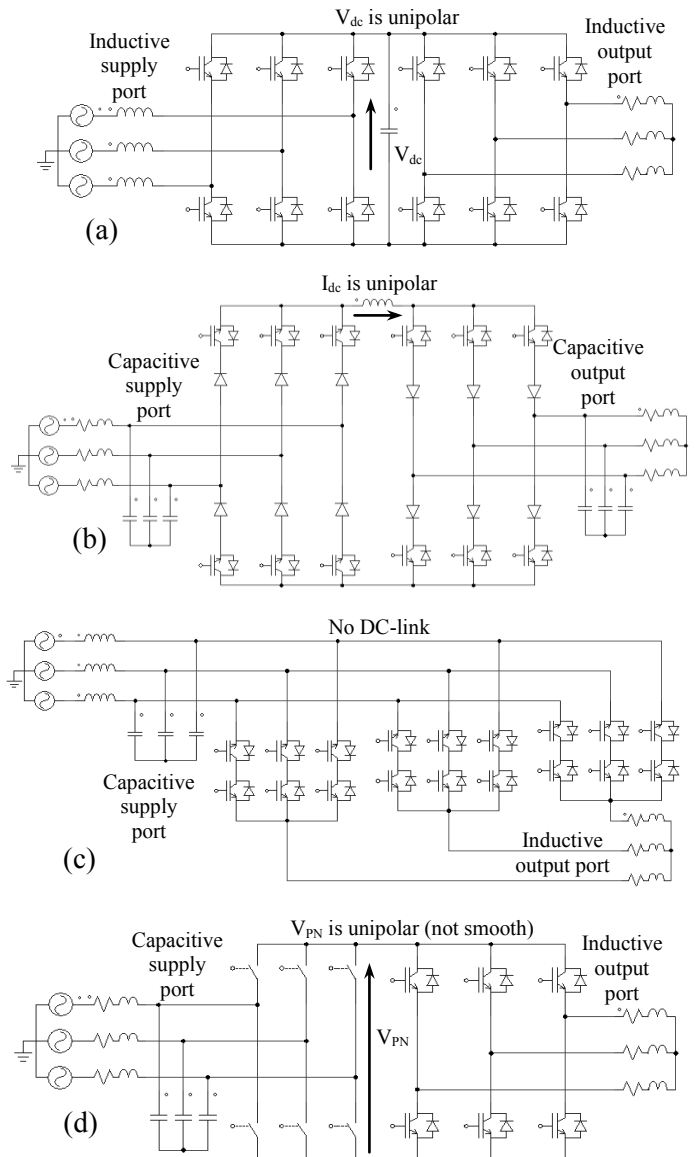 V_dc is unipolar
Inductive
supply
port
Inductive
output
port
V_dc
(a)
I_dc is unipolar
Capacitive
supply
port
Capacitive
output
port
(b)
No DC-link
Capacitive
supply port
Inductive
output port
(c)
V_PN is unipolar (not smooth)
Capacitive
supply
port
Inductive
output
port
V_PN
(d)